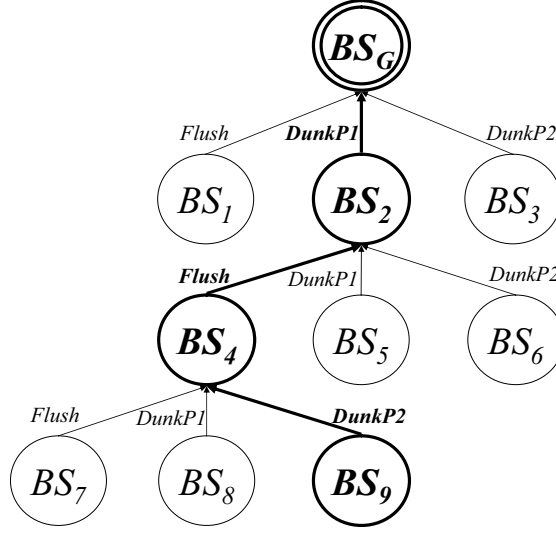 BS_G
Flush DunkP1 DunkP2
BS_1 BS_2 BS_3
Flush DunkP1 DunkP2
BS_4 BS_5 BS_6
Flush DunkP1 DunkP2
BS_7 BS_8 BS_9